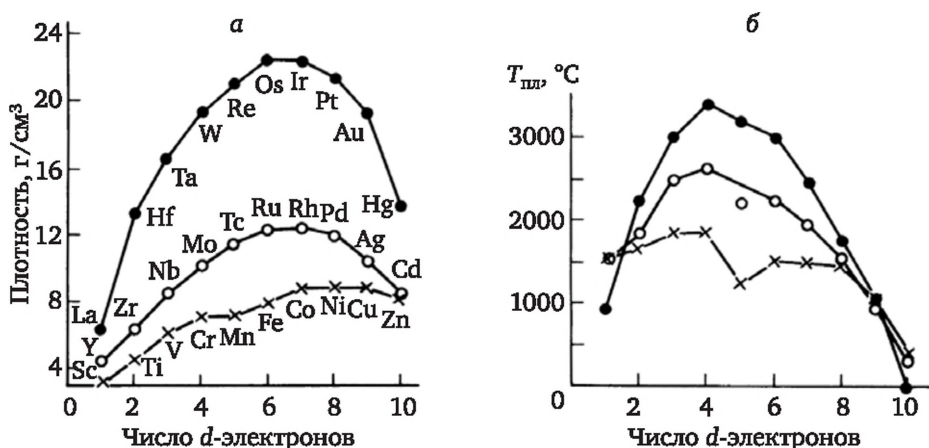 а
Плотность, г/см³
24
20
16
12
8
4
0
2
4
6
8
10
Число d-электронов
La
Hf
Ta
W
Re
Os
Ir
Pt
Au
Hg
Y
Zr
Nb
Mo
Tc
Ru
Rh
Pd
Ag
Cd
Sc
Ti
V
Cr
Mn
Fe
Co
Ni
Cu
Zn
б
Tпл, °C
3000
2000
1000
0
0
2
4
6
8
10
Число d-электронов